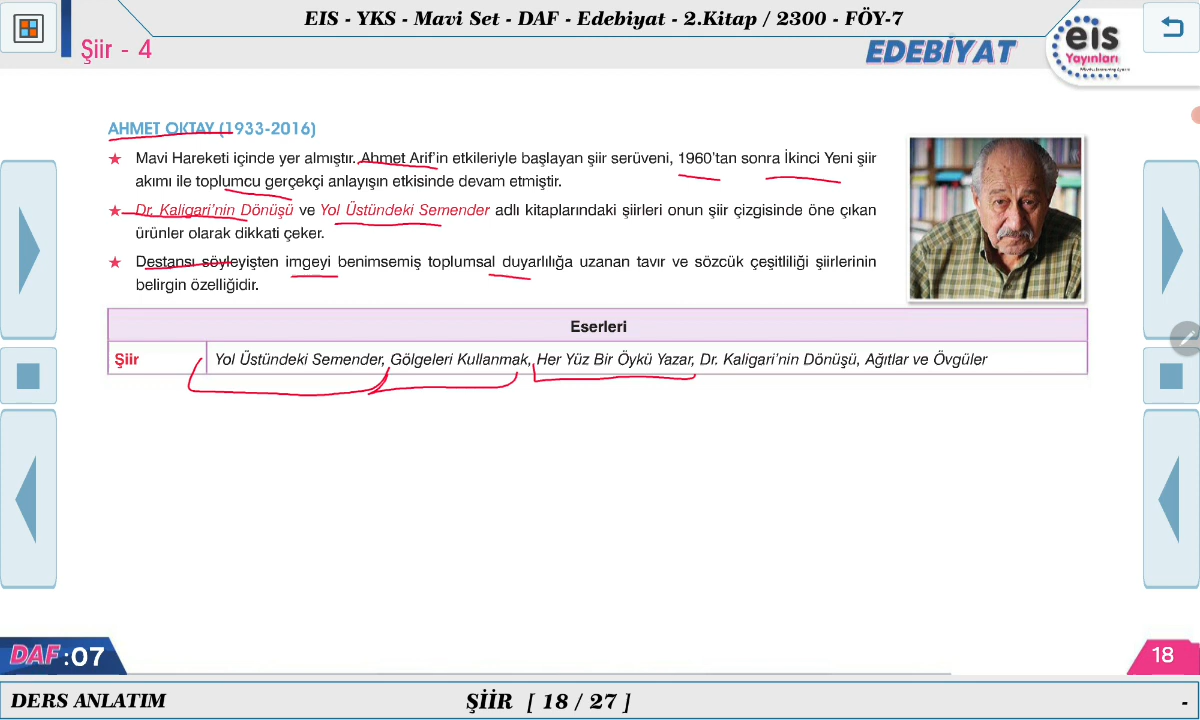 EIS - YKS - Mavi Set - DAF - Edebiyat - 2.Kitap / 2300 - FÖY-7
Şiir - 4
EDEBİYAT
eis
Yayınları
AHMET OKTAY (1933-2016)
★ Mavi Hareketi içinde yer almıştır. Ahmet Arif'in etkileriyle başlayan şiir serüveni, 1960'tan sonra İkinci Yeni şiir
akımı ile toplumcu gerçekçi anlayışın etkisinde devam etmiştir.
★ Dr. Kaligari'nin Dönüşü ve Yol Üstündeki Semender adlı kitaplarındaki şiirleri onun şiir çizgisinde öne çıkan
ürünler olarak dikkati çeker.
★ Destansı söyleyişten imgeyi benimsemiş toplumsal duyarlılığa uzanan tavır ve sözcük çeşitliliği şiirlerinin
belirgin özelliğidir.
Eserleri
Şiir Yol Üstündeki Semender, Gölgeleri Kullanmak, Her Yüz Bir Öykü Yazar, Dr. Kaligari'nin Dönüşü, Ağıtlar ve Övgüler
DAF :07
18
DERS ANLATIM ŞİİR [ 18 / 27 ] -